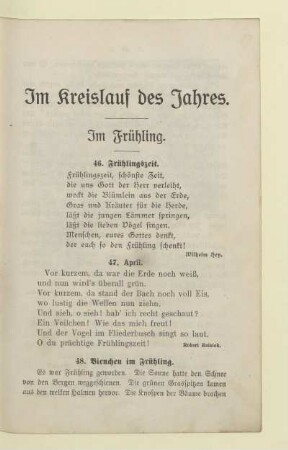 Im Kreislauf des Jahres.
Im Frühling.
46. Frühlingszeit.
Frühlingszeit, schönste Zeit,
die uns Gott der Herr verleiht,
weckt die Blümlein aus der Erde,
Gras und Kräuter für die Herde,
läßt die jungen Lämmer springen,
läßt die lieben Vögel singen.
Menschen, eures Gottes denkt,
der euch so den Frühling schenkt!
Wilhelm Hey.
47. April.
Vor kurzem, da war die Erde noch weiß,
und nun wird's überall grün.
Vor kurzem, da stand der Bach noch voll Eis,
wo lustig die Wellen nun ziehn.
Und sieh, o sieh! hab' ich recht geschaut?
Ein Veilchen! Wie das mich freut!
Und der Vogel im Fliederbusch singt so laut.
O du prächtige Frühlingszeit!
Robert Reinick.
48. Bienchen im Frühling.
Es war Frühling geworden. Die Sonne hatte den Schnee
von den Bergen weggeschienen. Die grünen Grasspitzen kamen
aus den welken Halmen hervor. Die Knospen der Bäume brachen